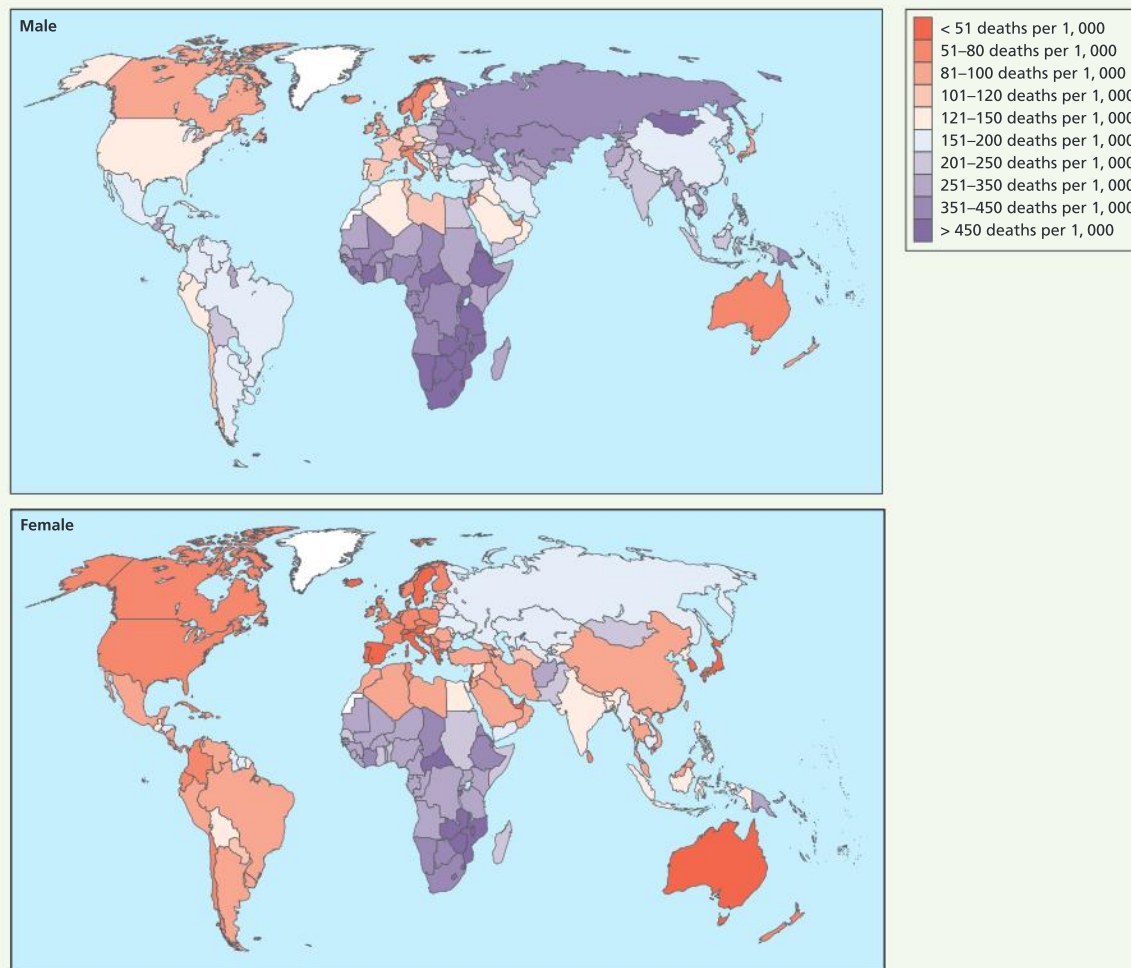 Male
< 51 deaths per 1, 000
51–80 deaths per 1, 000
81–100 deaths per 1, 000
101–120 deaths per 1, 000
121–150 deaths per 1, 000
151–200 deaths per 1, 000
201–250 deaths per 1, 000
251–350 deaths per 1, 000
351–450 deaths per 1, 000
> 450 deaths per 1, 000
Female